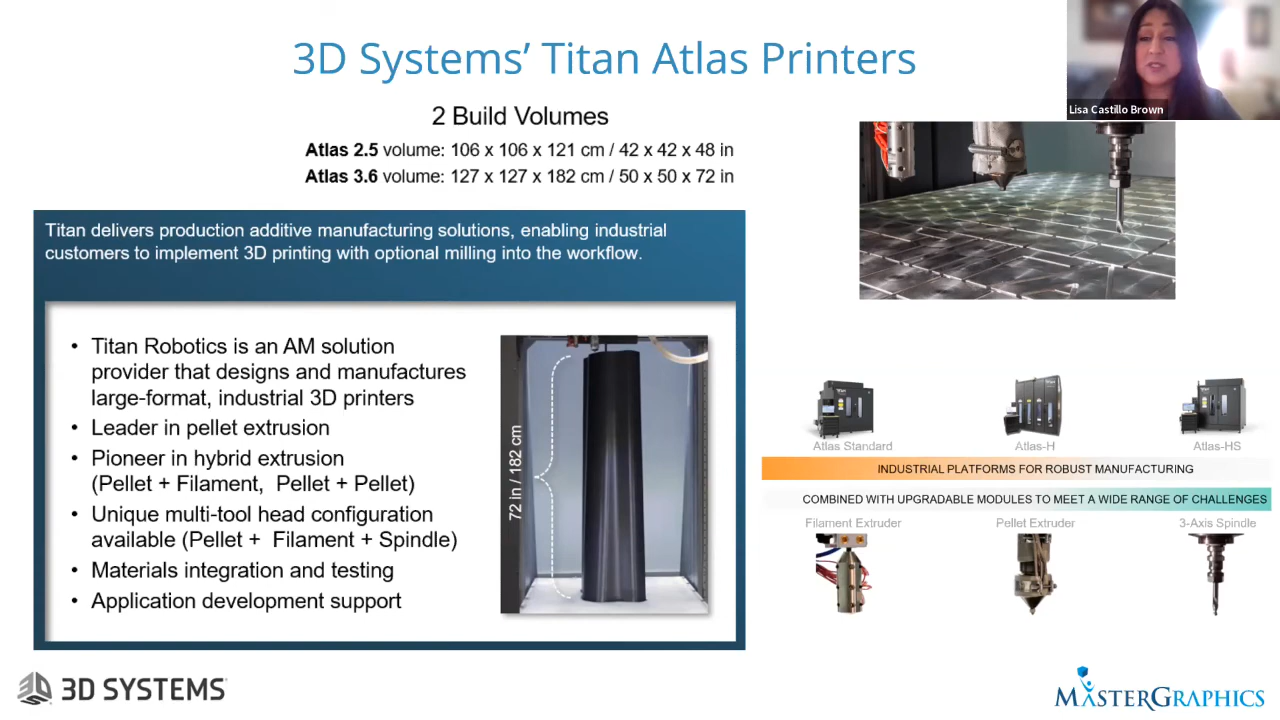 3D Systems’ Titan Atlas Printers
Lisa Castillo Brown
2 Build Volumes
Atlas 2.5 volume: 106 x 106 x 121 cm / 42 x 42 x 48 in
Atlas 3.6 volume: 127 x 127 x 182 cm / 50 x 50 x 72 in
Titan delivers production additive manufacturing solutions, enabling industrial
customers to implement 3D printing with optional milling into the workflow.
• Titan Robotics is an AM solution
provider that designs and manufactures
large-format, industrial 3D printers
• Leader in pellet extrusion
• Pioneer in hybrid extrusion
(Pellet + Filament, Pellet + Pellet)
• Unique multi-tool head configuration
available (Pellet + Filament + Spindle)
• Materials integration and testing
• Application development support
72 in / 182 cm
Atlas Standard
Atlas-H
Atlas-HS
INDUSTRIAL PLATFORMS FOR ROBUST MANUFACTURING
COMBINED WITH UPGRADABLE MODULES TO MEET A WIDE RANGE OF CHALLENGES
Filament Extruder
Pellet Extruder
3-Axis Spindle
3D SYSTEMS
MASTERGRAPHICS